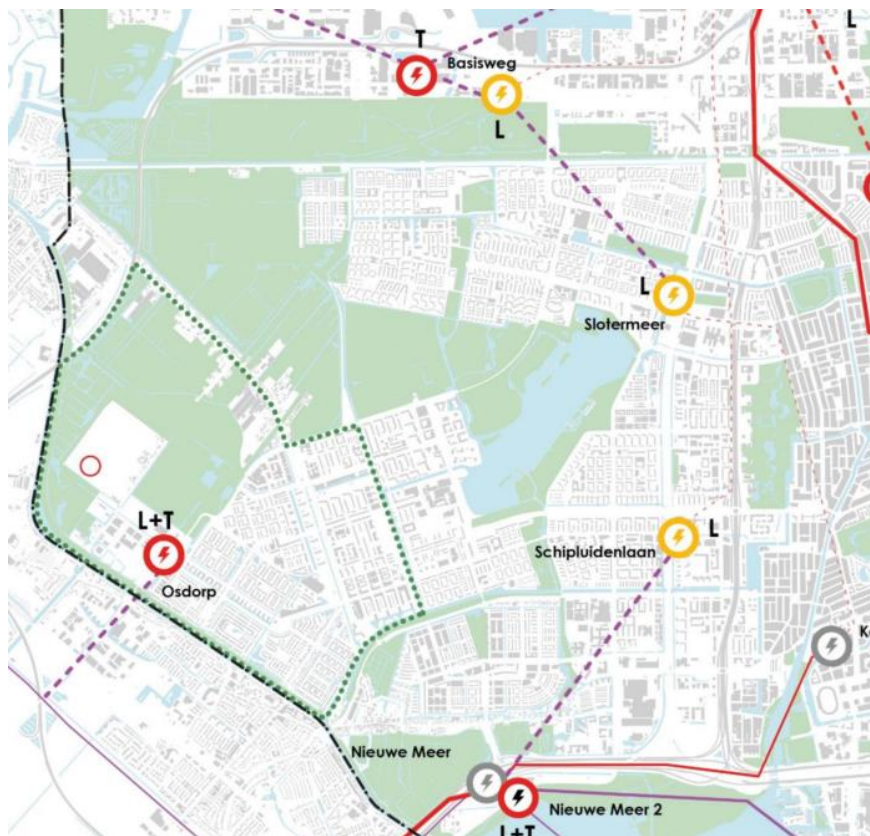 L
T
Basisweg
L
L
Slotermeer
L+T
Osdorp
L
Schipluidenlaan
K
Nieuwe Meer
Nieuwe Meer 2
L+T